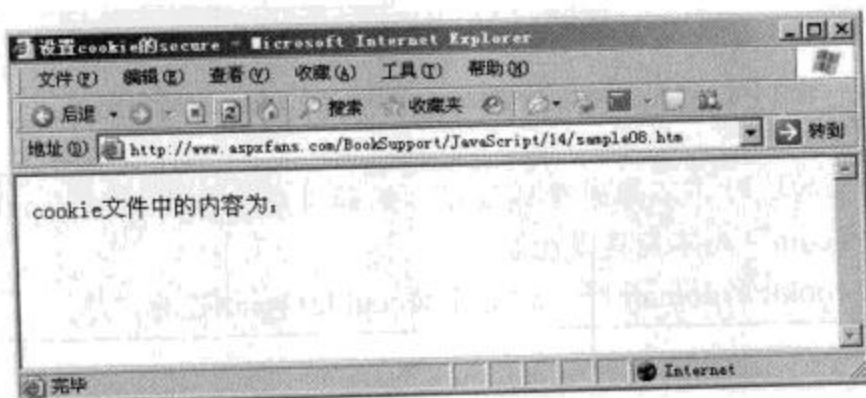 设置cookie的secure - Microsoft Internet Explorer
文件(F) 编辑(E) 查看(V) 收藏(A) 工具(T) 帮助(H)
后退 搜索 收藏夹
地址(D) http://www.aspxfans.com/BookSupport/JavaScript/14/sample08.htm 转到
cookie文件中的内容为:
完毕 Internet